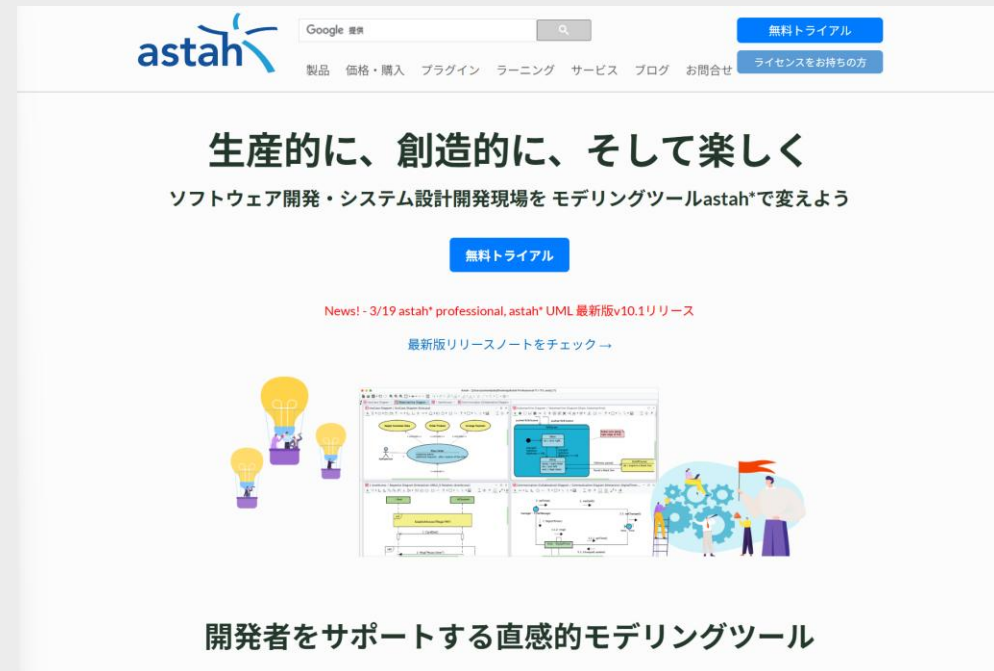 astah
Google 提供
無料トライアル
ライセンスをお持ちの方
製品 価格・購入 プラグイン ラーニング サービス ブログ お問合せ
生産的に、創造的に、そして楽しく
ソフトウェア開発・システム設計開発現場を モデリングツールastah*で変えよう
無料トライアル
News! - 3/19 astah* professional, astah* UML 最新版v10.1リリース
最新版リリースノートをチェック →
開発者をサポートする直感的モデリングツール